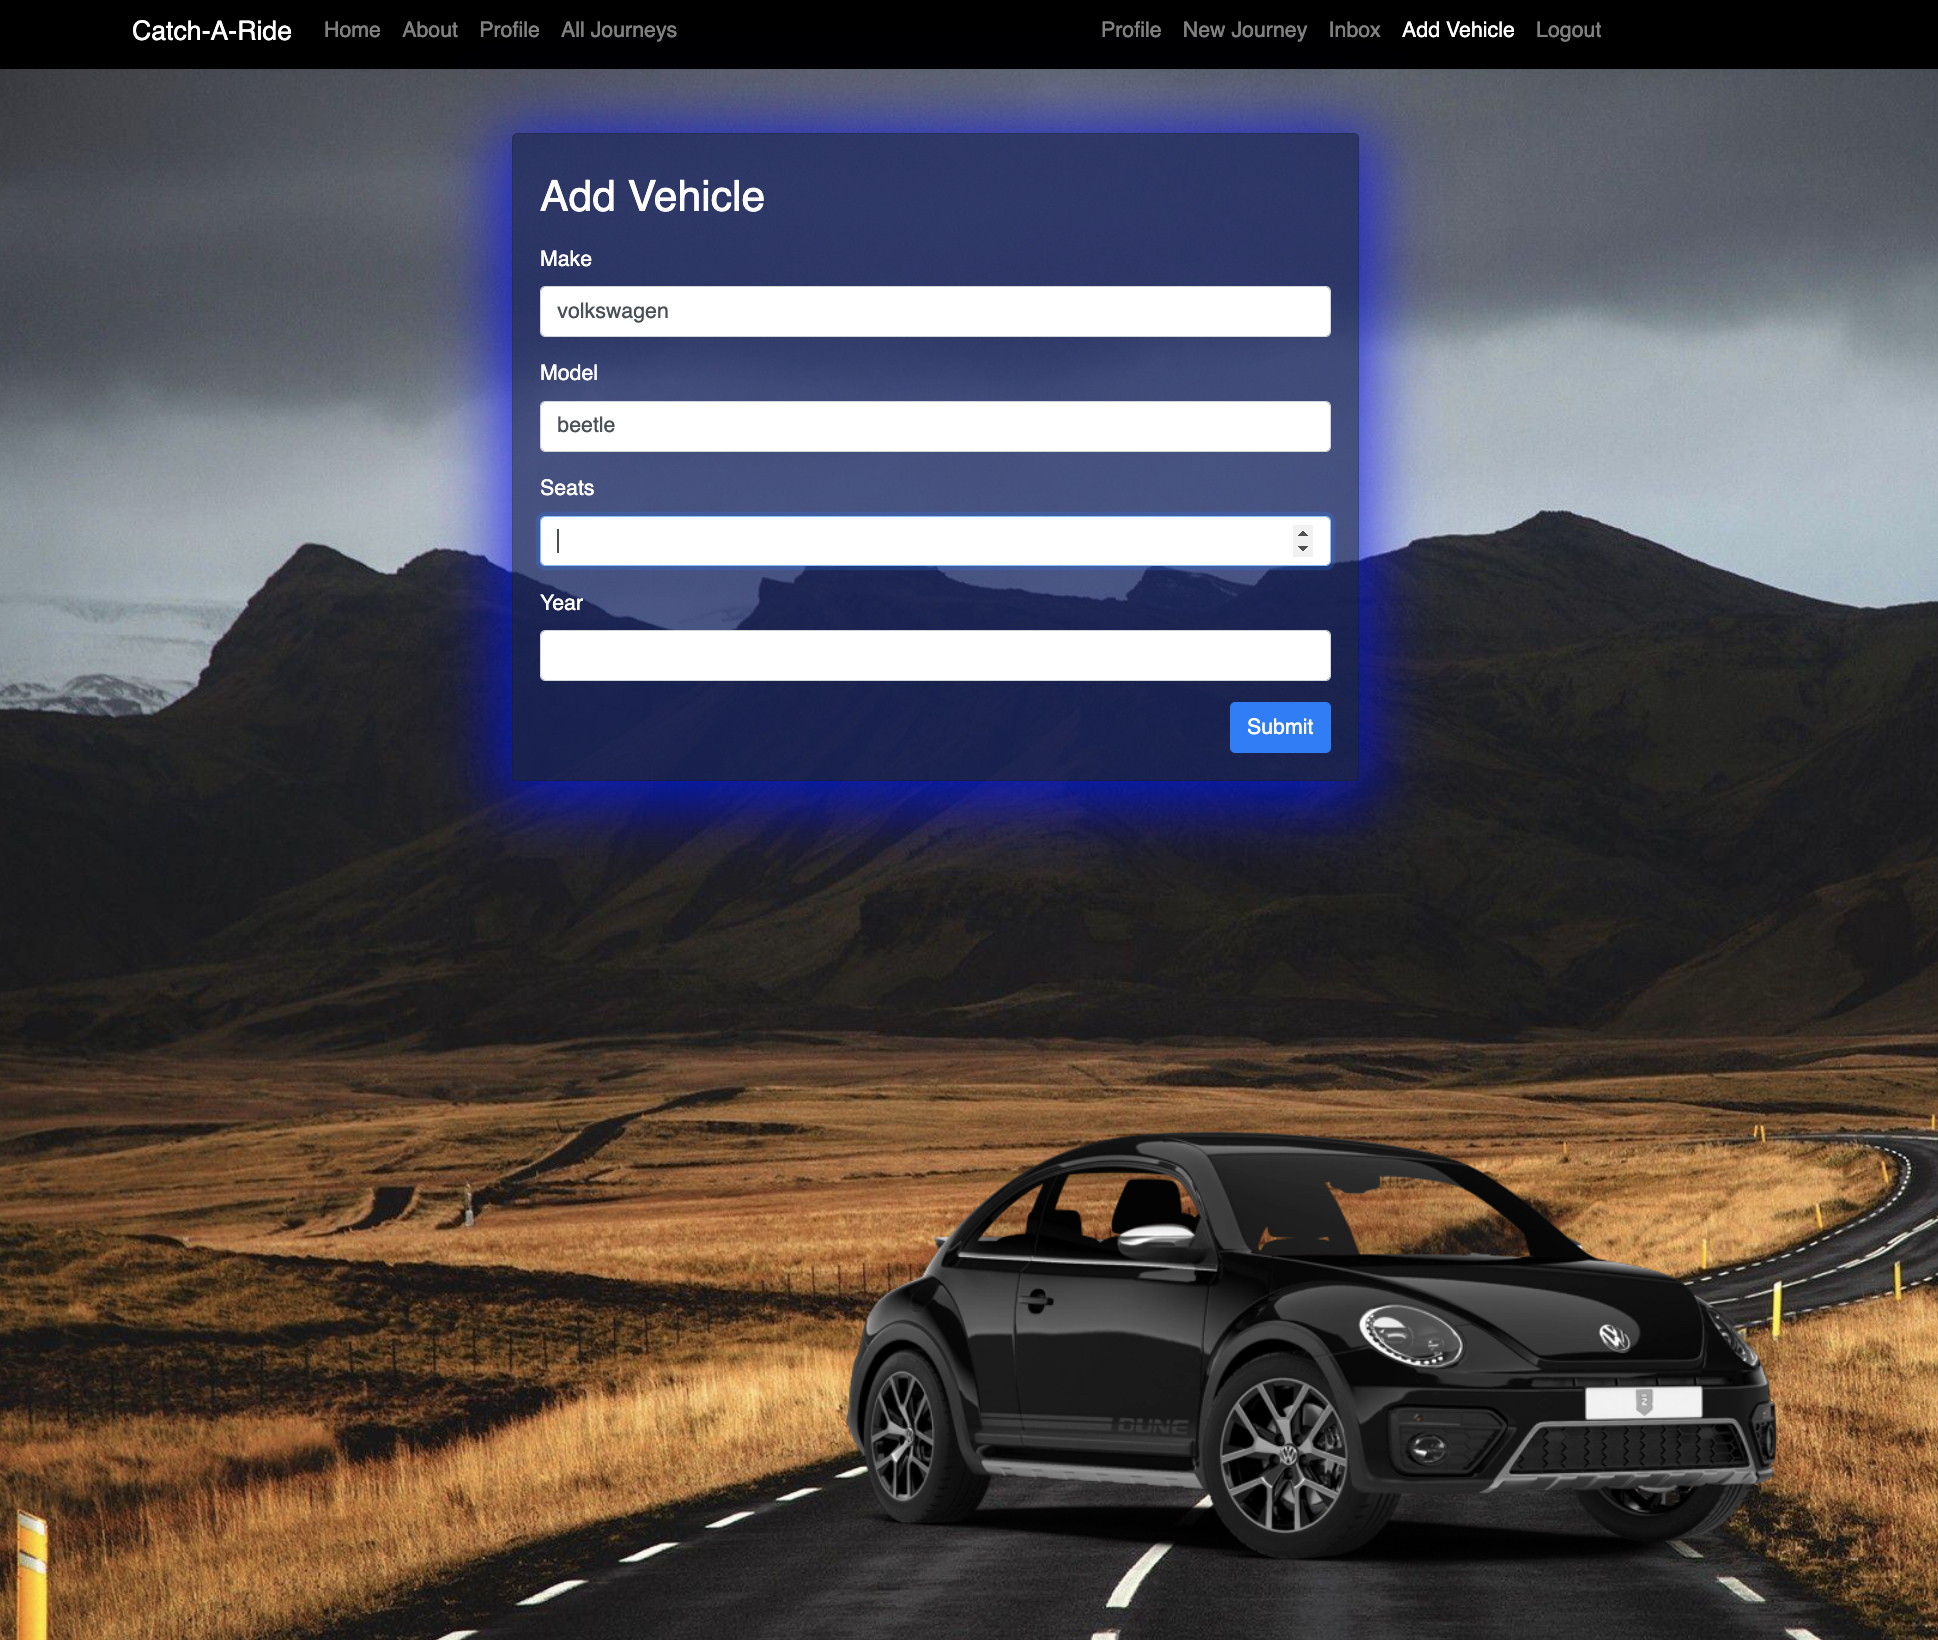 Catch-A-Ride Home About Profile All Journeys Profile New Journey Inbox Add Vehicle Logout
Add Vehicle
Make
volkswagen
Model
beetle
Seats
Year
Submit
DUNE